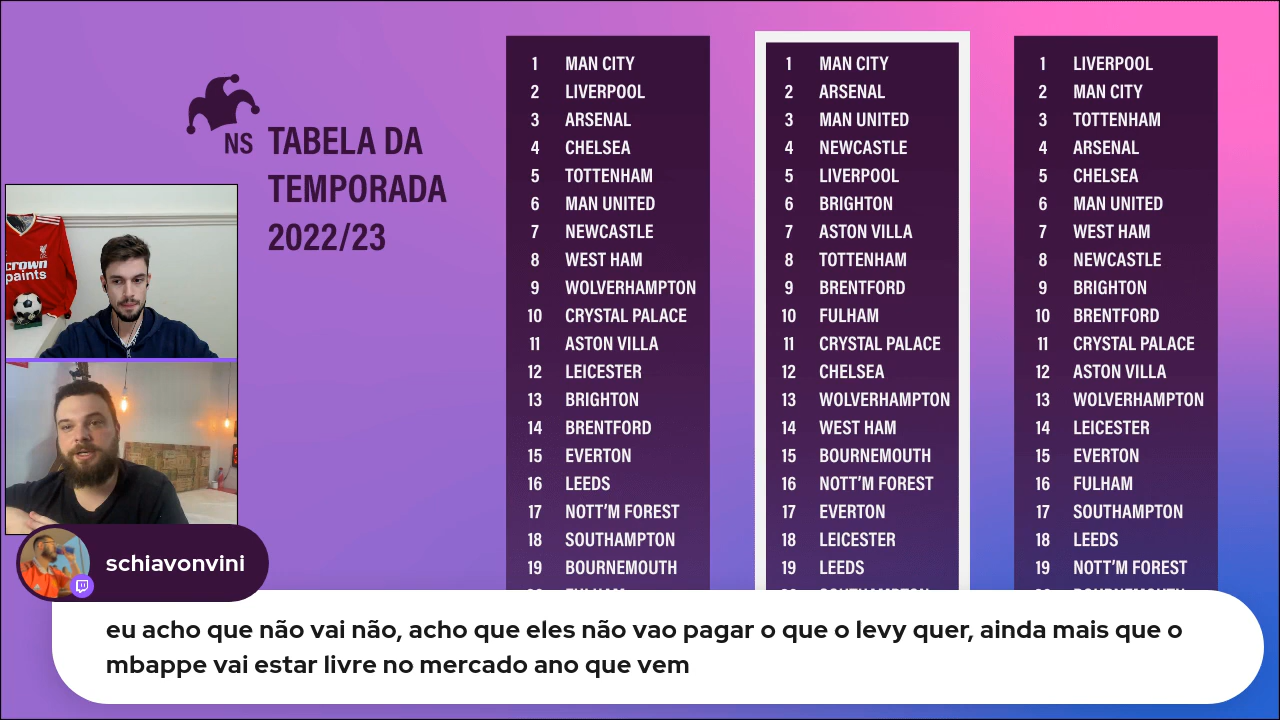 NS
TABELA DA
TEMPORADA
2022/23
1 MAN CITY
2 LIVERPOOL
3 ARSENAL
4 CHELSEA
5 TOTTENHAM
6 MAN UNITED
7 NEWCASTLE
8 WEST HAM
9 WOLVERHAMPTON
10 CRYSTAL PALACE
11 ASTON VILLA
12 LEICESTER
13 BRIGHTON
14 BRENTFORD
15 EVERTON
16 LEEDS
17 NOTT'M FOREST
18 SOUTHAMPTON
19 BOURNEMOUTH
1 MAN CITY
2 ARSENAL
3 MAN UNITED
4 NEWCASTLE
5 LIVERPOOL
6 BRIGHTON
7 ASTON VILLA
8 TOTTENHAM
9 BRENTFORD
10 FULHAM
11 CRYSTAL PALACE
12 CHELSEA
13 WOLVERHAMPTON
14 WEST HAM
15 BOURNEMOUTH
16 NOTT'M FOREST
17 EVERTON
18 LEICESTER
19 LEEDS
1 LIVERPOOL
2 MAN CITY
3 TOTTENHAM
4 ARSENAL
5 CHELSEA
6 MAN UNITED
7 WEST HAM
8 NEWCASTLE
9 BRIGHTON
10 BRENTFORD
11 CRYSTAL PALACE
12 ASTON VILLA
13 WOLVERHAMPTON
14 LEICESTER
15 EVERTON
16 FULHAM
17 SOUTHAMPTON
18 LEEDS
19 NOTT'M FOREST
crown
paints
schiavonvini
eu acho que não vai não, acho que eles não vao pagar o que o levy quer, ainda mais que o
mbappe vai estar livre no mercado ano que vem